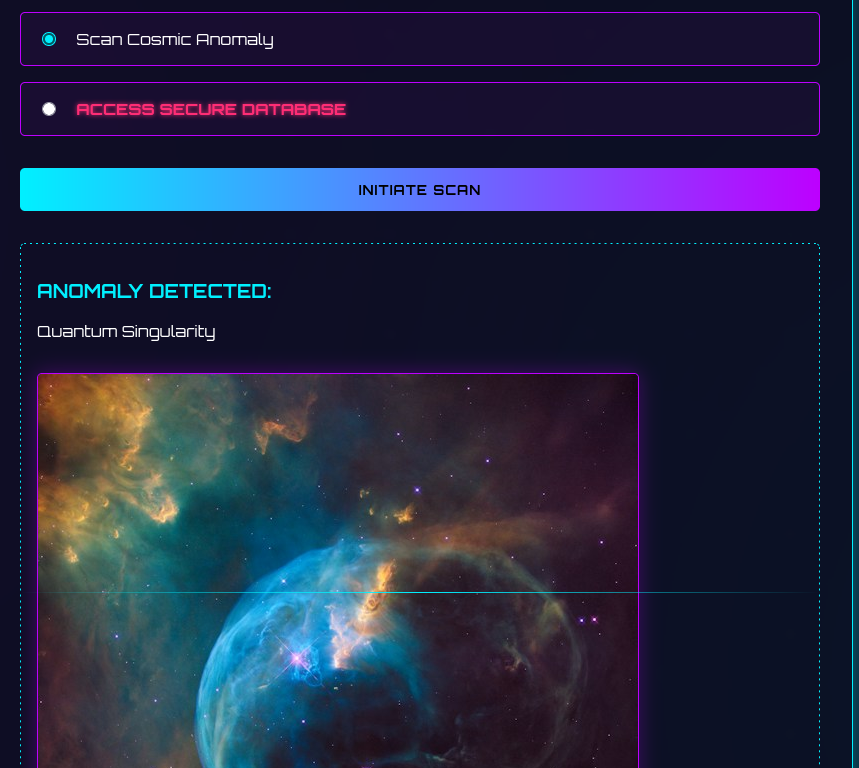 Scan Cosmic Anomaly
ACCESS SECURE DATABASE
INITIATE SCAN
ANOMALY DETECTED:
Quantum Singularity